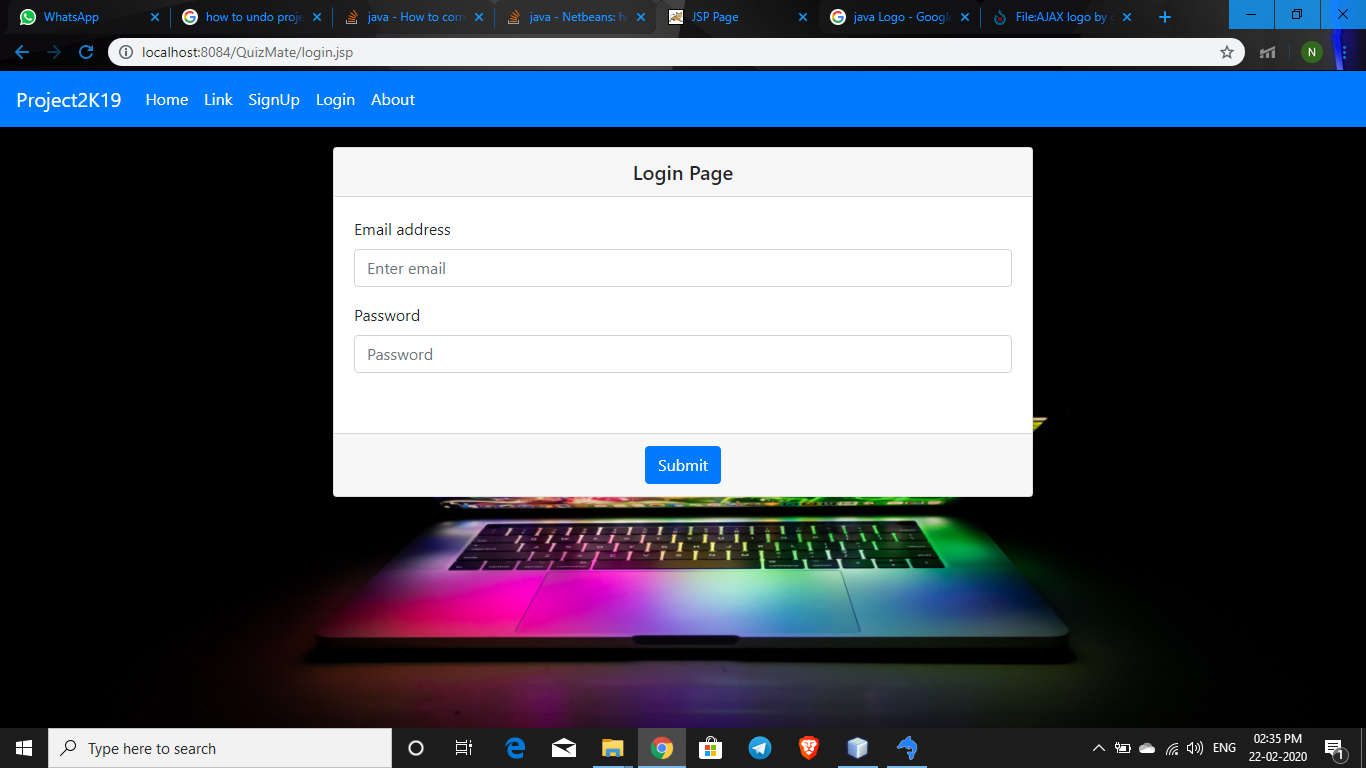 WhatsApp
how to undo proje
java - How to corr
java - Netbeans: h
JSP Page
java Logo - Googl
File:AJAX logo by g
localhost:8084/QuizMate/login.jsp
N
Project2K19 Home Link SignUp Login About
Login Page
Email address
Enter email
Password
Password
Submit
Type here to search
ENG
02:35 PM
22-02-2020
1